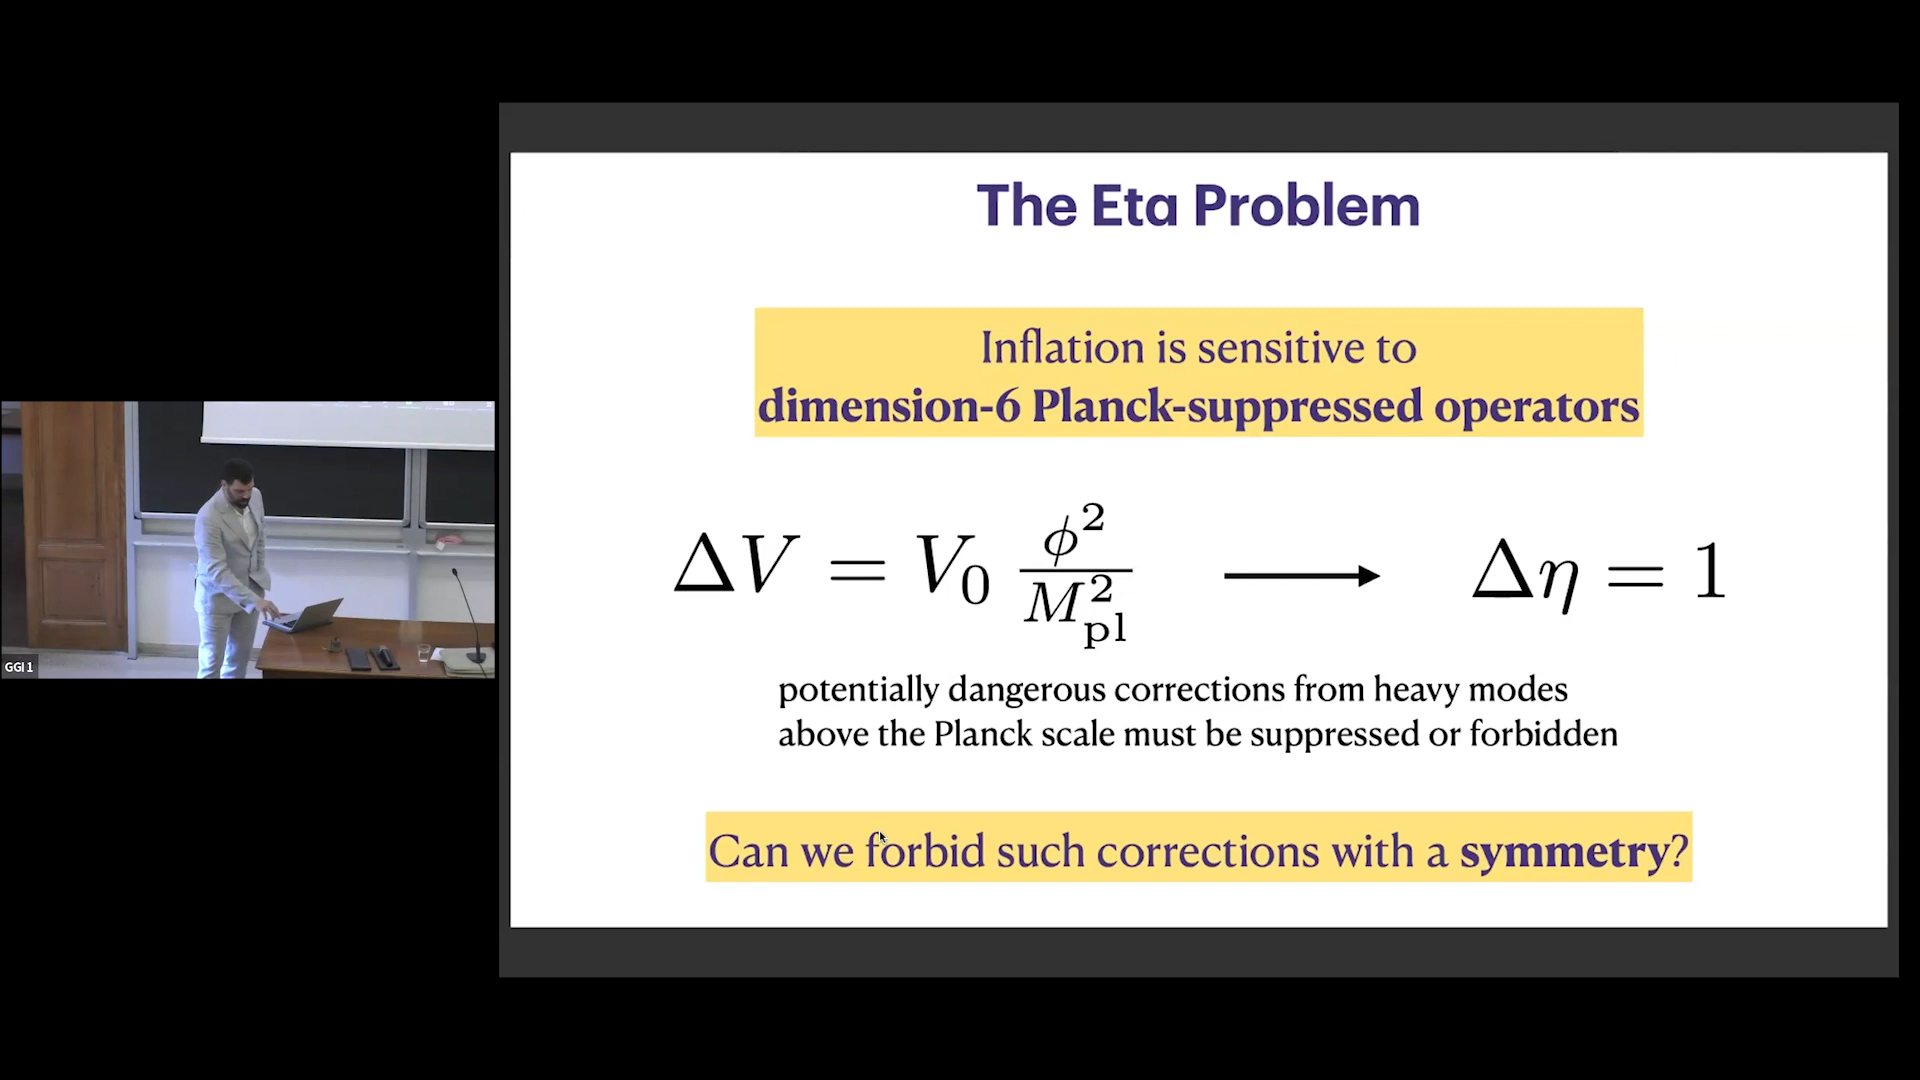 The Eta Problem
Inflation is sensitive to
dimension-6 Planck-suppressed operators
ΔV = V₀ φ²/M²pl ⟶ Δη = 1
potentially dangerous corrections from heavy modes
above the Planck scale must be suppressed or forbidden
Can we forbid such corrections with a symmetry?
GGI 1